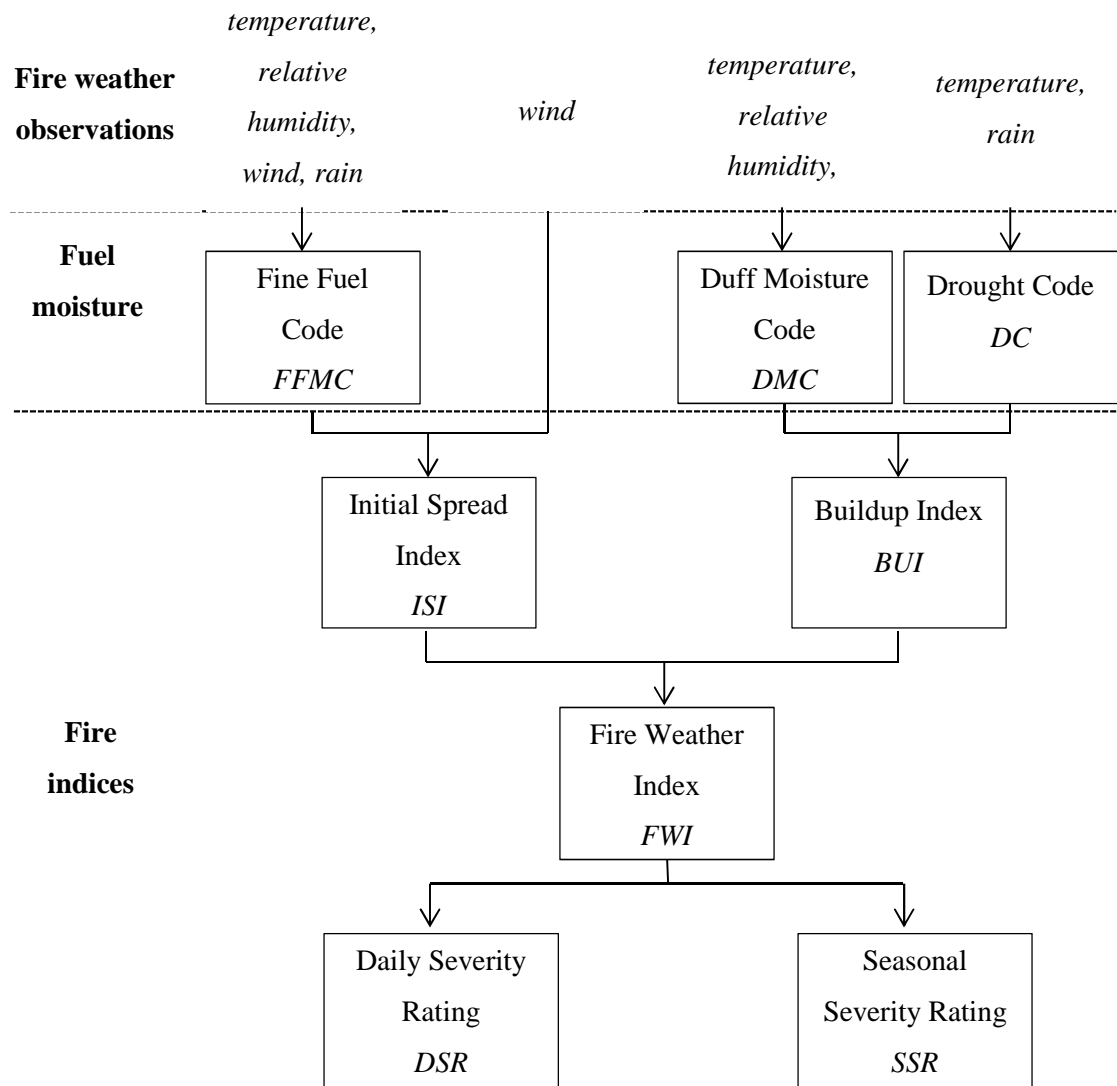 Fire weather
observations
temperature,
relative
humidity,
wind, rain
wind
temperature,
relative
humidity,
temperature,
rain
Fuel
moisture
Fine Fuel
Code
FFMC
Duff Moisture
Code
DMC
Drought Code
DC
Initial Spread
Index
ISI
Buildup Index
BUI
Fire
indices
Fire Weather
Index
FWI
Daily Severity
Rating
DSR
Seasonal
Severity Rating
SSR